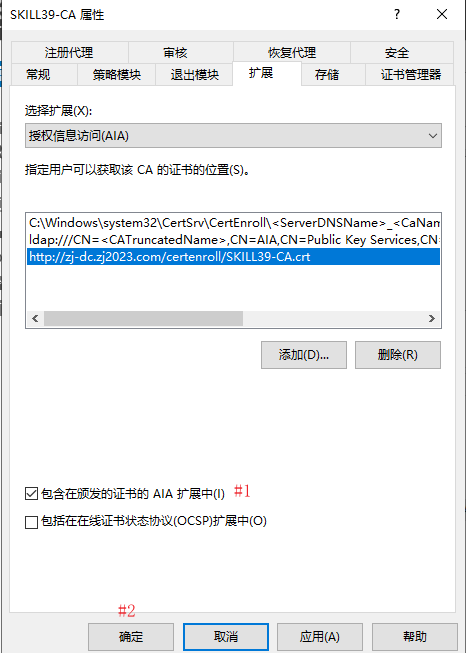 SKILL39-CA 属性
?
注册代理 审核 恢复代理 安全
常规 策略模块 退出模块 扩展 存储 证书管理器
选择扩展(X):
授权信息访问(AIA)
指定用户可以获取该 CA 的证书的位置(S)。
C:\Windows\system32\CertSrv\CertEnroll\<ServerDNSName>_<CaNam
ldap:///CN=<CATruncatedName>,CN=AIA,CN=Public Key Services,CN=
http://zj-dc.zj2023.com/certenroll/SKILL39-CA.crt
添加(D)... 删除(R)
包含在颁发的证书的 AIA 扩展中(I) #1
包括在在线证书状态协议(OCSP)扩展中(O)
#2
确定 取消 应用(A) 帮助